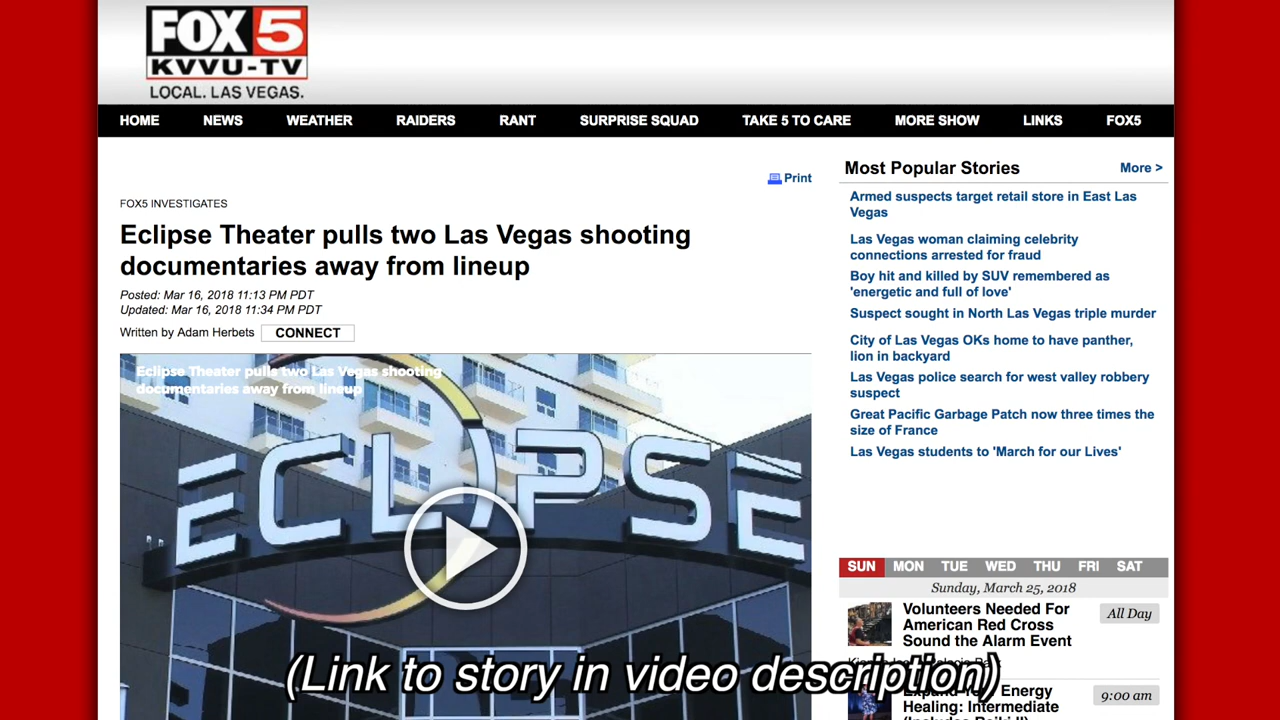 FOX 5
KVVU-TV
LOCAL. LAS VEGAS.
HOME NEWS WEATHER RAIDERS RANT SURPRISE SQUAD TAKE 5 TO CARE MORE SHOW LINKS FOX5
Print
FOX5 INVESTIGATES
Eclipse Theater pulls two Las Vegas shooting
documentaries away from lineup
Posted: Mar 16, 2018 11:13 PM PDT
Updated: Mar 16, 2018 11:34 PM PDT
Written by Adam Herbets CONNECT
Eclipse Theater pulls two Las Vegas shooting
documentaries away from lineup
ECLIPSE
Most Popular Stories More >
Armed suspects target retail store in East Las
Vegas
Las Vegas woman claiming celebrity
connections arrested for fraud
Boy hit and killed by SUV remembered as
'energetic and full of love'
Suspect sought in North Las Vegas triple murder
City of Las Vegas OKs home to have panther,
lion in backyard
Las Vegas police search for west valley robbery
suspect
Great Pacific Garbage Patch now three times the
size of France
Las Vegas students to 'March for our Lives'
SUN MON TUE WED THU FRI SAT
Sunday, March 25, 2018
Volunteers Needed For
American Red Cross
Sound the Alarm Event
All Day
Energy
Healing: Intermediate
(Includes Reiki II)
9:00 am
(Link to story in video description)